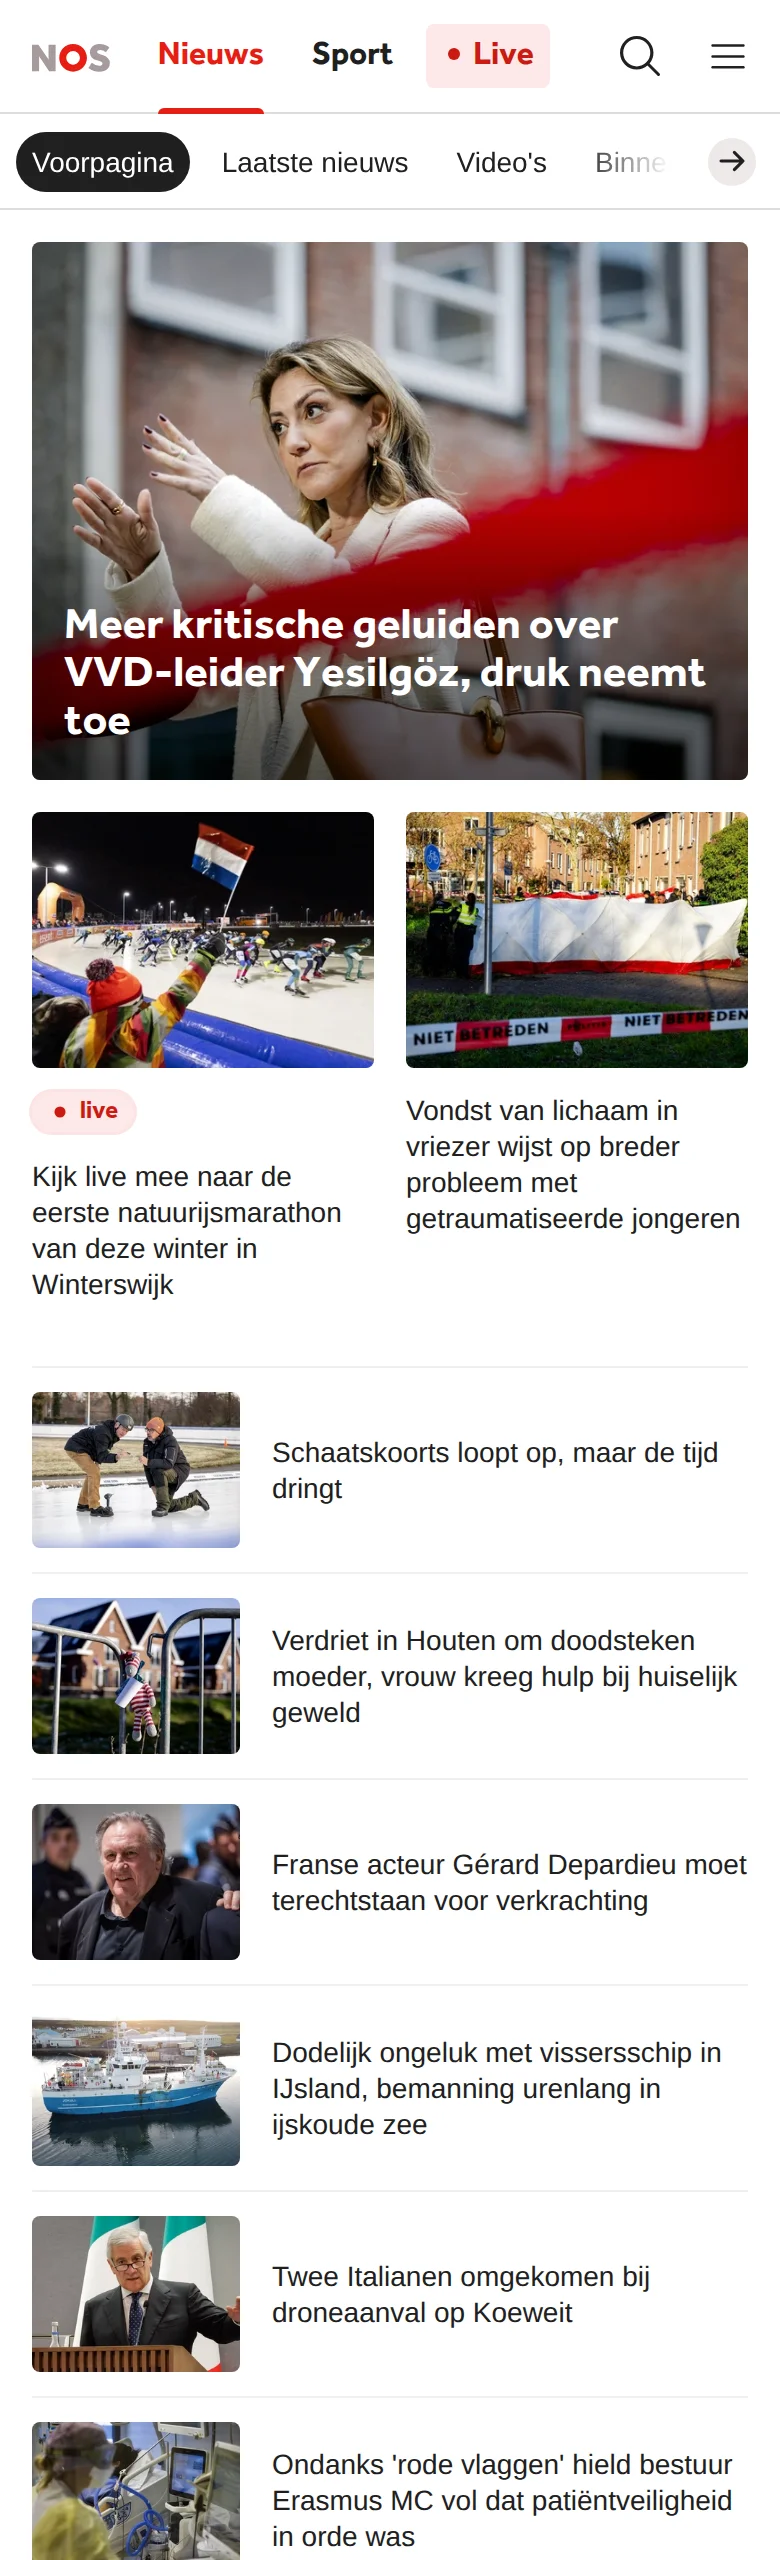 NOS
Nieuws
Sport
Live
Voorpagina
Laatste nieuws
Video's
Binne
Meer kritische geluiden over
VVD-leider Yesilgöz, druk neemt
toe
NIET BETREDEN
POLITIE
NIET BETREDEN
live
Kijk live mee naar de
eerste natuurijsmarathon
van deze winter in
Winterswijk
Vondst van lichaam in
vriezer wijst op breder
probleem met
getraumatiseerde jongeren
Schaatskoorts loopt op, maar de tijd
dringt
Verdriet in Houten om doodsteken
moeder, vrouw kreeg hulp bij huiselijk
geweld
Franse acteur Gérard Depardieu moet
terechtstaan voor verkrachting
Dodelijk ongeluk met vissersschip in
IJsland, bemanning urenlang in
ijskoude zee
Twee Italianen omgekomen bij
droneaanval op Koeweit
Ondanks 'rode vlaggen' hield bestuur
Erasmus MC vol dat patiëntveiligheid
in orde was